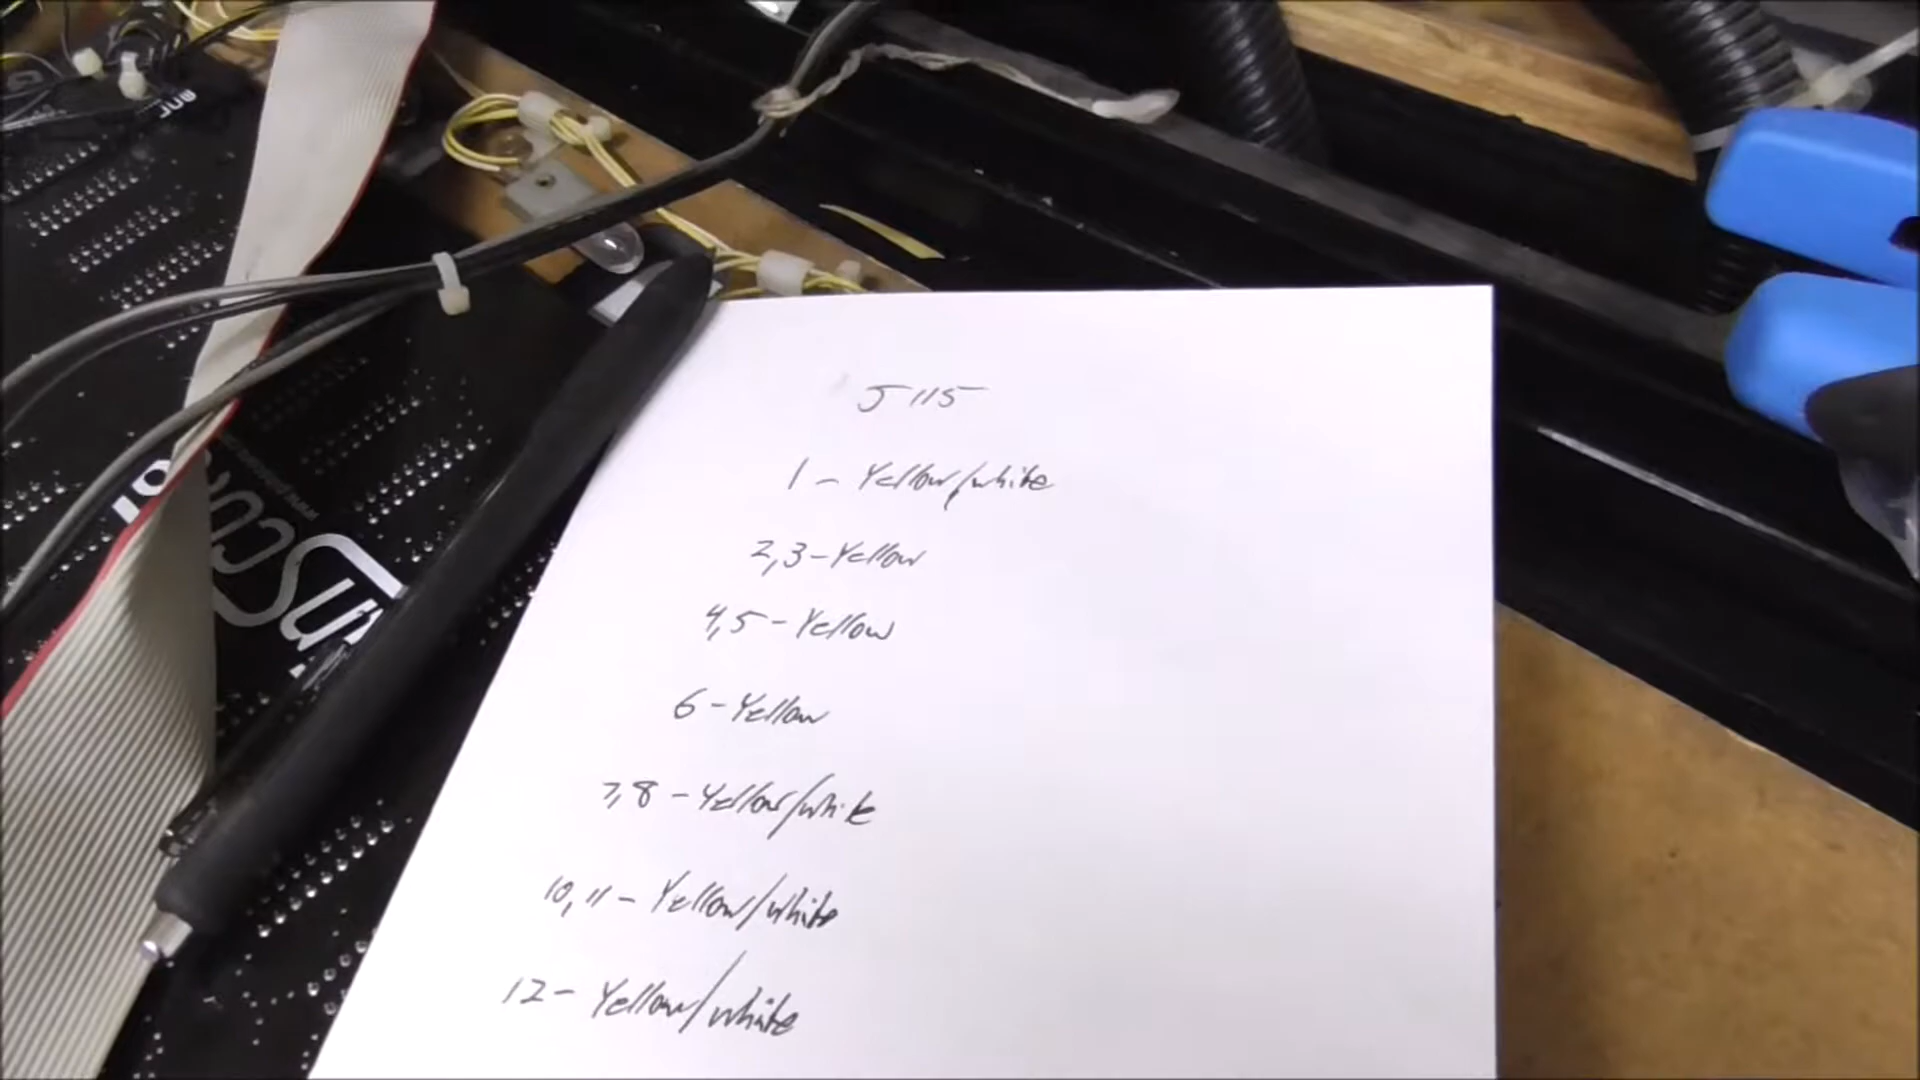 J115
1 - Yellow/white
2,3 - Yellow
4,5 - Yellow
6 - Yellow
7,8 - Yellow/white
10,11 - Yellow/white
12 - Yellow/white